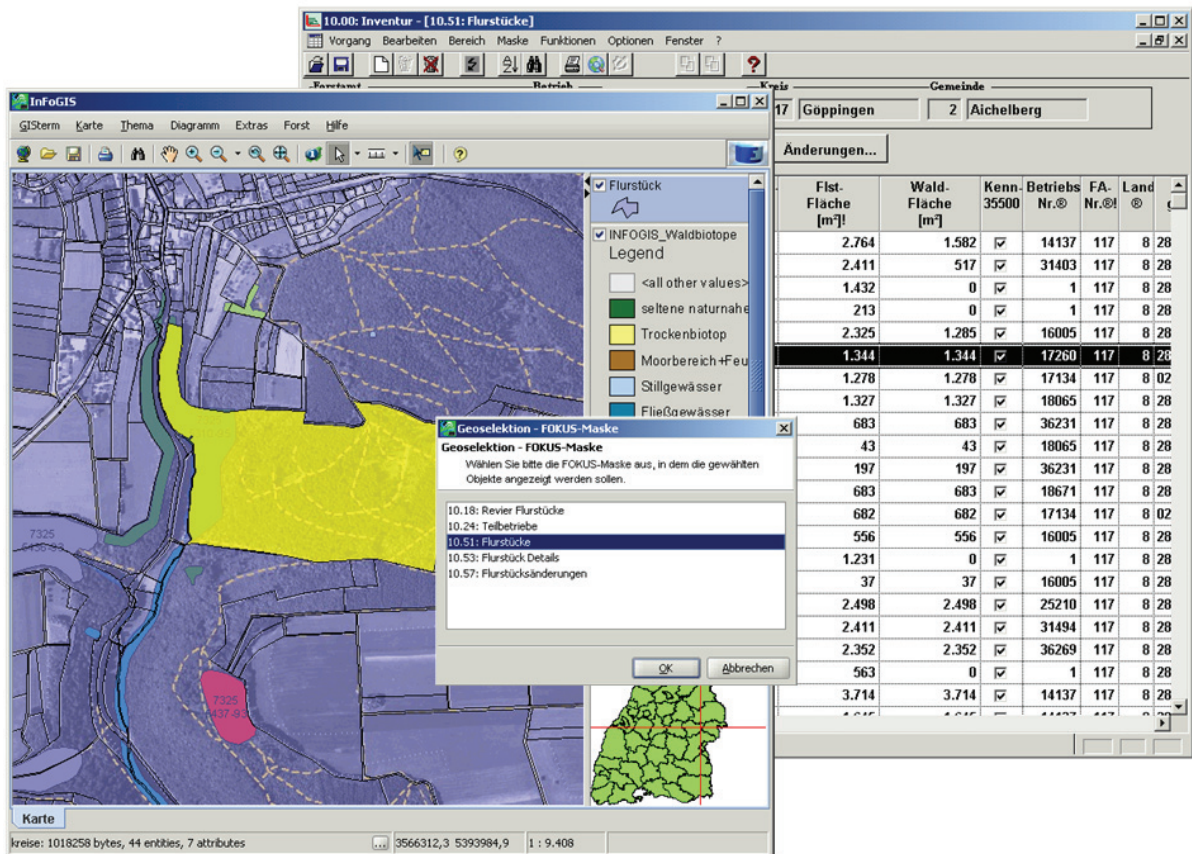 10.00: Inventur - [10.51: Flurstücke]
Vorgang Bearbeiten Bereich Maske Funktionen Optionen Fenster ?
Forstamt Betrieb Kreis Gemeinde
17 Göppingen 2 Aichelberg
Änderungen...
Flst- Fläche [m²]! Wald- Fläche [m²] Kenn- 35500 Betriebs Nr.® FA- Nr.®! Land ®
2.764 1.582 14137 117 8 28
2.411 517 31403 117 8 28
1.432 0 1 117 8 28
213 0 1 117 8 28
2.325 1.285 16005 117 8 28
1.344 1.344 17260 117 8 28
1.278 1.278 17134 117 8 02
1.327 1.327 18065 117 8 28
683 683 36231 117 8 28
43 43 18065 117 8 28
197 197 36231 117 8 28
683 683 18671 117 8 28
682 682 17134 117 8 02
556 556 16005 117 8 28
1.231 0 1 117 8 28
37 37 16005 117 8 28
2.498 2.498 25210 117 8 28
2.411 2.411 31494 117 8 28
2.352 2.352 36269 117 8 28
563 0 1 117 8 28
3.714 3.714 14137 117 8 28
InFoGIS
GISterm Karte Thema Diagramm Extras Forst Hilfe
Flurstück
INFOGIS_Waldbiotope
Legend
<all other values>
seltene naturnahe
Trockenbiotop
Moorbereich+Feu
Stillgewässer
Fließgewässer
7325
7325
Geoselektion - FOKUS-Maske
Geoselektion - FOKUS-Maske
Wählen Sie bitte die FOKUS-Maske aus, in dem die gewählten
Objekte angezeigt werden sollen.
10.18: Revier Flurstücke
10.24: Teilbetriebe
10.51: Flurstücke
10.53: Flurstück Details
10.57: Flurstücksänderungen
OK Abbrechen
Karte
kreise: 1018258 bytes, 44 entities, 7 attributes ... 3566312,3 5393984,9 1 : 9.408